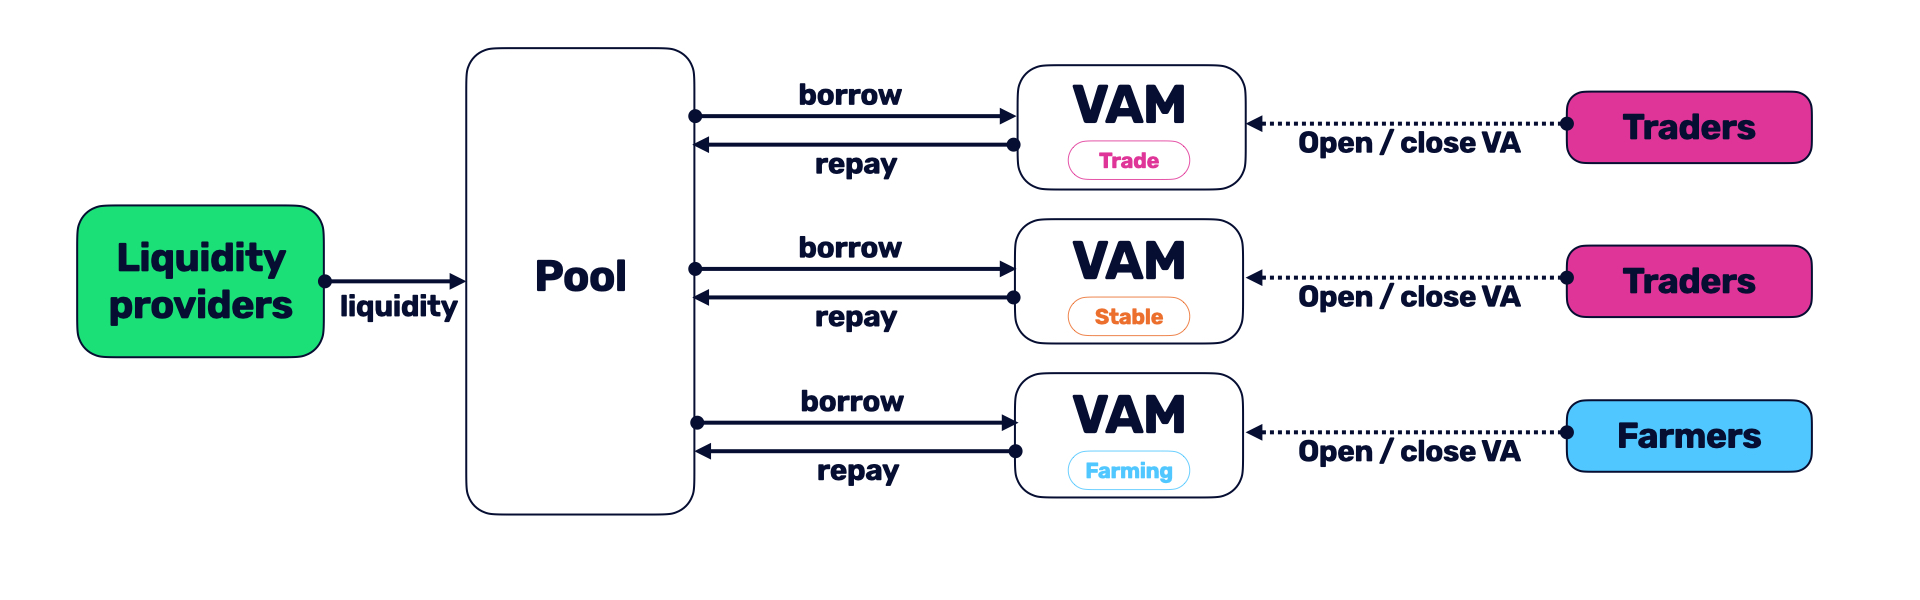 Liquidity
providers
liquidity
Pool
borrow
repay
VAM
Trade
Open / close VA
Traders
borrow
repay
VAM
Stable
Open / close VA
Traders
borrow
repay
VAM
Farming
Open / close VA
Farmers